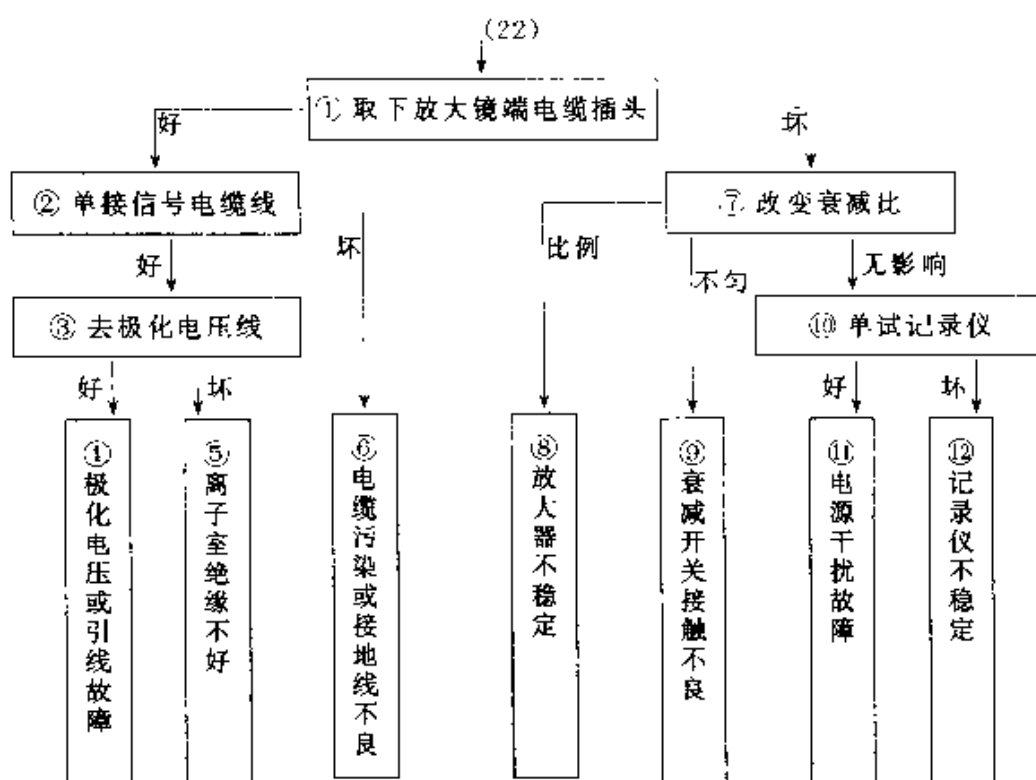 (22)
① 取下放大镜端电缆插头
好
坏
② 单接信号电缆线
⑦ 改变衰减比
好
坏
比例
不匀
无影响
③ 去极化电压线
⑩ 单试记录仪
好
坏
好
坏
④极化电压或引线故障
⑤离子室绝缘不好
⑥电缆污染或接地线不良
⑧放大器不稳定
⑨衰减开关接触不良
⑪电源干扰故障
⑫记录仪不稳定